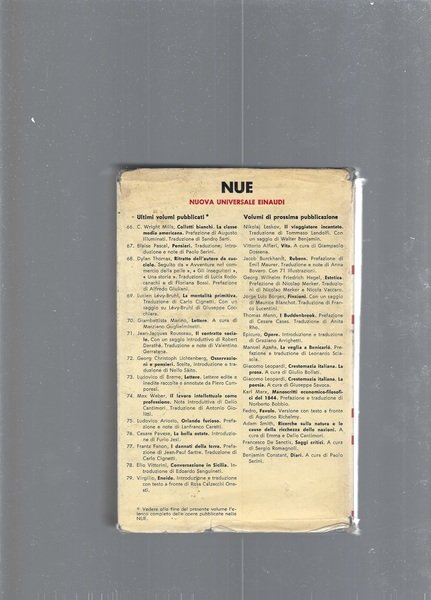 NUE
NUOVA UNIVERSALE EINAUDI
Ultimi volumi pubblicati *
66. C. Wright Mills, Colletti bianchi. La classe
media americana. Prefazione di Augusto
Illuminati. Traduzione di Sandro Sarti.
67. Blaise Pascal, Pensieri. Traduzione, intro-
duzione e note di Paolo Serini.
68. Dylan Thomas, Ritratto dell'autore da cuc-
ciolo. Seguito da « Avventure nel com-
mercio della pelle », « Gli inseguitori »,
« Una storia ». Traduzioni di Lucia Rodo-
canachi e di Floriana Bossi. Prefazione
di Alfredo Giuliani.
69. Lucien Lévy-Bruhl, La mentalità primitiva.
Traduzione di Carlo Cignetti. Con un
saggio su Lévy-Bruhl di Giuseppe Coc-
chiara.
70. Giambattista Marino, Lettere. A cura di
Marziano Guglielminetti.
71. Jean-Jacques Rousseau, Il contratto socia-
le. Con un saggio introduttivo di Robert
Derathé. Traduzione e note di Valentino
Gerratana.
72. Georg Christoph Lichtenberg, Osservazio-
ni e pensieri. Scelta, introduzione e tra-
duzione di Nello Sàito.
73. Ludovico di Breme, Lettere. Lettere edite e
inedite raccolte e annotate da Piero Cam-
poresi.
74. Max Weber, Il lavoro intellettuale come
professione. Nota introduttiva di Delio
Cantimori. Traduzione di Antonio Gio-
litti.
75. Ludovico Ariosto, Orlando furioso. Prefa-
zione e note di Lanfranco Caretti.
76. Cesare Pavese, La bella estate. Introduzio-
ne di Furio Jesi.
77. Frantz Fanon, I dannati della terra. Prefa-
zione di Jean-Paul Sartre. Traduzione di
Carlo Cignetti.
78. Elio Vittorini, Conversazione in Sicilia. In-
troduzione di Edoardo Sanguineti.
79. Virgilio, Eneide. Introduzione e traduzione
con testo a fronte di Rosa Calzecchi One-
sti.
* Vedere alla fine del presente volume l'e-
lenco completo delle opere pubblicate nella
NUE.
Volumi di prossima pubblicazione
Nikolaj Leskov, Il viaggiatore incantato.
Traduzione di Tommaso Landolfi. Con
un saggio di Walter Benjamin.
Vittorio Alfieri, Vita. A cura di Giampaolo
Dossena.
Jacob Burckhardt, Rubens. Prefazione di
Emil Maurer. Traduzione e note di Anna
Bovero. Con 71 illustrazioni.
Georg Wilhelm Friedrich Hegel, Estetica.
Prefazione di Nicolao Merker. Traduzio-
ni di Nicolao Merker e Nicola Vaccaro.
Jorge Luis Borges, Finzioni. Con un saggio
di Maurice Blanchot. Traduzione di Fran-
co Lucentini.
Thomas Mann, I Buddenbrook. Prefazione
di Cesare Cases. Traduzione di Anita
Rho.
Epicuro, Opere. Introduzione e traduzione
di Graziano Arrighetti.
Manuel Azaña, La veglia a Benicarló. Pre-
fazione e traduzione di Leonardo Scia-
scia.
Giacomo Leopardi, Crestomazia italiana. La
prosa. A cura di Giulio Bollati.
Giacomo Leopardi, Crestomazia italiana. La
poesia. A cura di Giuseppe Savoca.
Karl Marx, Manoscritti economico-filosofi-
ci del 1844. Prefazione e traduzione di
Norberto Bobbio.
Fedro, Favole. Versione con testo a fronte
di Agostino Richelmy.
Adam Smith, Ricerche sulla natura e le
cause della ricchezza delle nazioni. A
cura di Emma e Delio Cantimori.
Francesco De Sanctis, Saggi critici. A cura
di Sergio Romagnoli.
Benjamin Constant, Diari. A cura di Paolo
Serini.